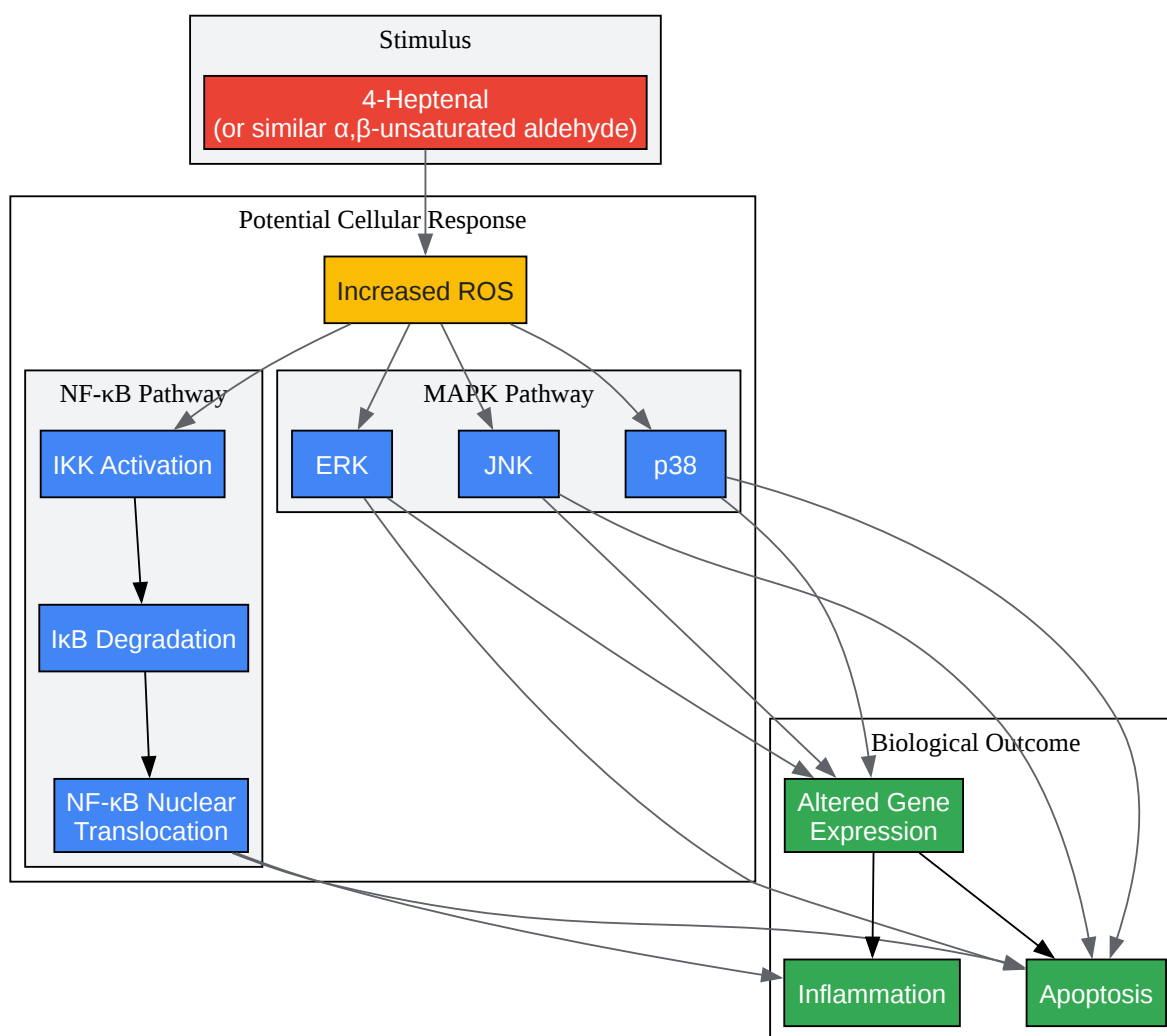 Stimulus
4-Heptenal
(or similar α,β-unsaturated aldehyde)
Potential Cellular Response
Increased ROS
NF-κB Pathway
MAPK Pathway
IKK Activation
ERK
JNK
p38
IκB Degradation
NF-κB Nuclear
Translocation
Biological Outcome
Altered Gene
Expression
Inflammation
Apoptosis